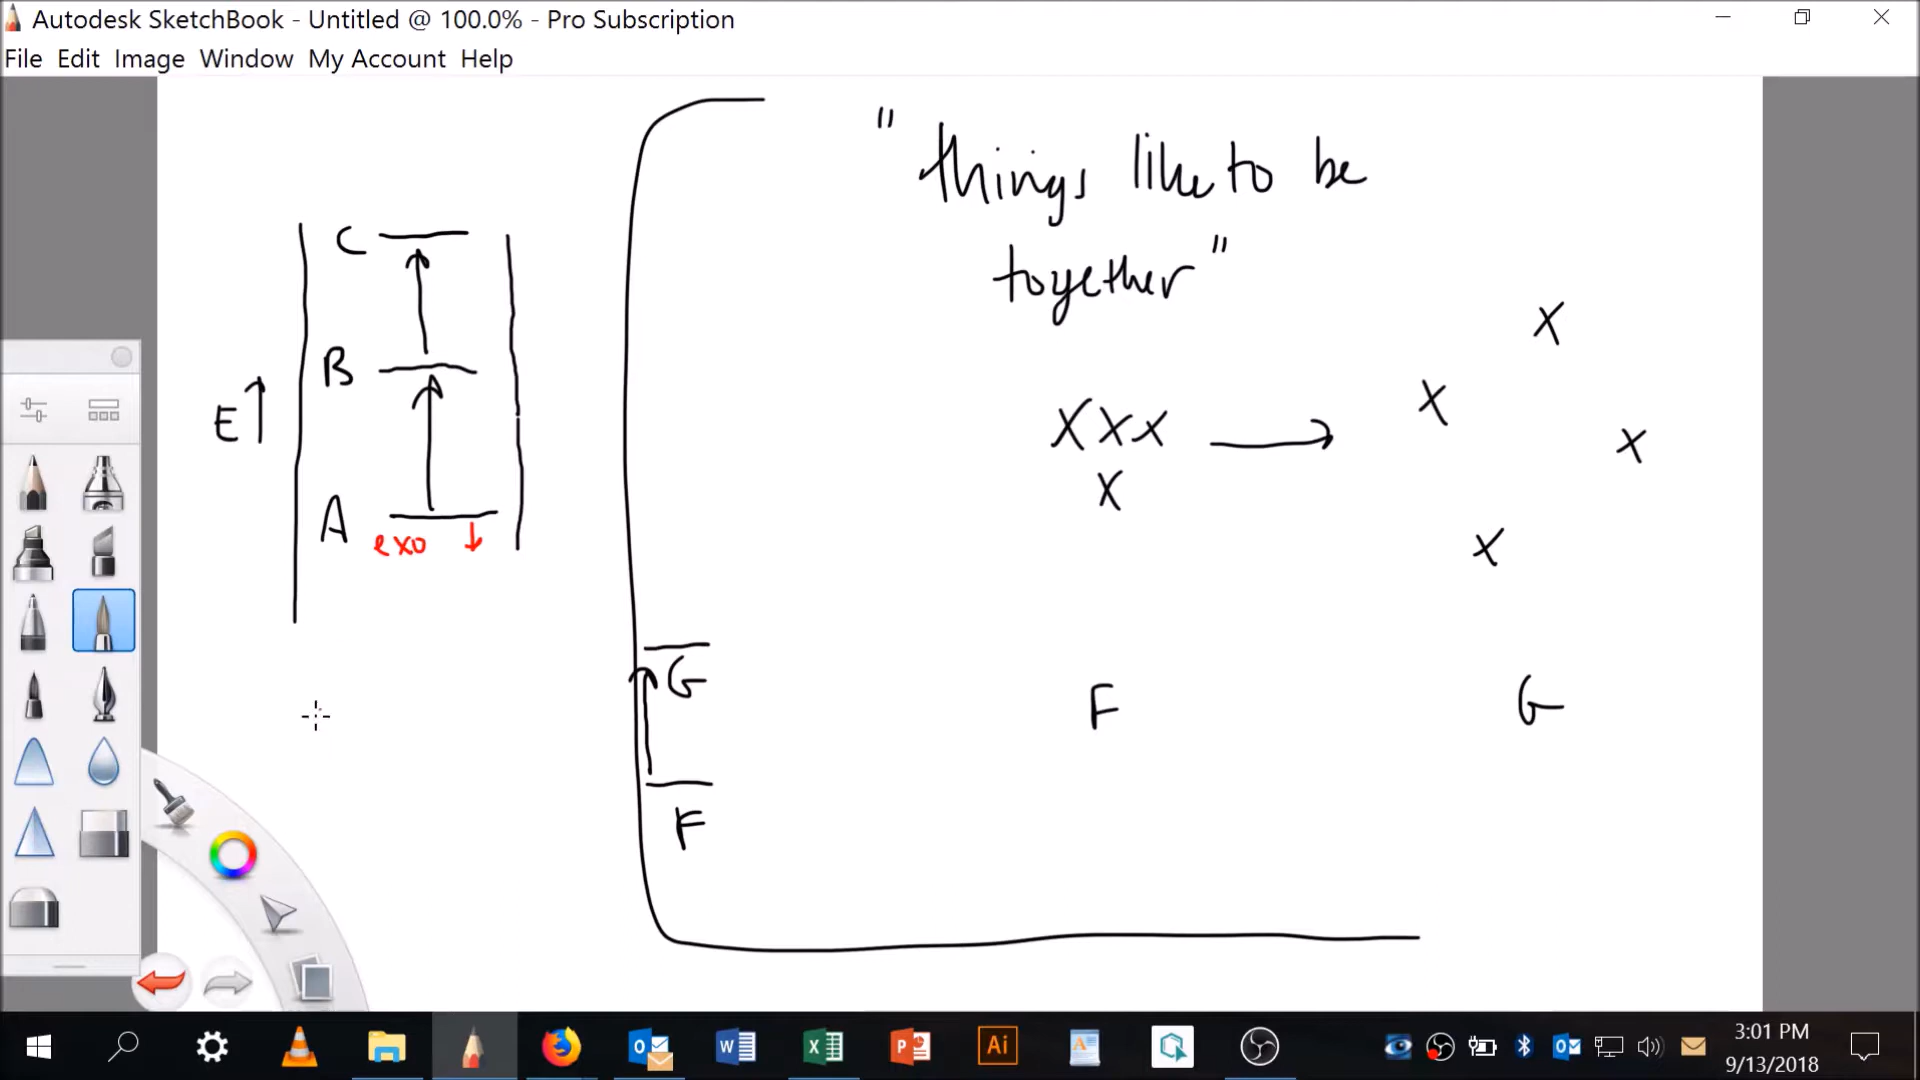 Autodesk SketchBook - Untitled @ 100.0% - Pro Subscription
File Edit Image Window My Account Help
"things like to be
together"
C
B
E
A
exo
X
X
X X X
X
X
X
G
F
G
F
Ai
3:01 PM
9/13/2018